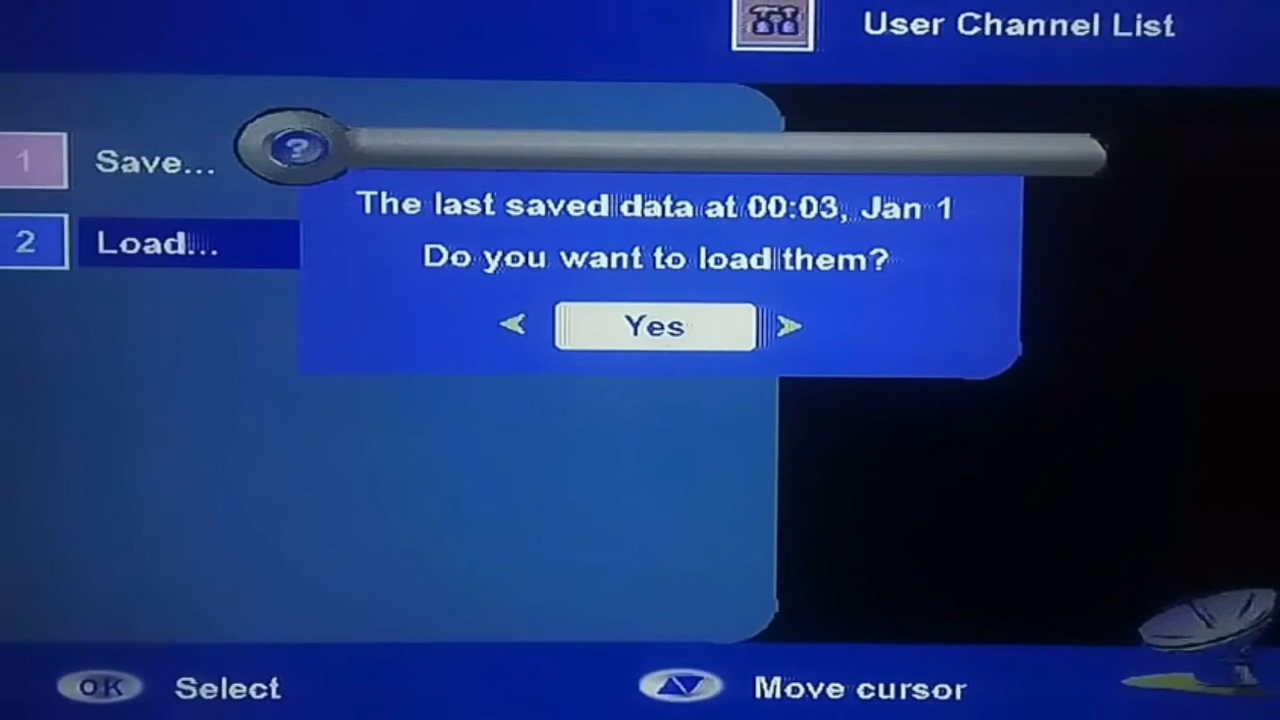 User Channel List
1 Save...
2 Load...
?
The last saved data at 00:03, Jan 1
Do you want to load them?
Yes
OK Select
Move cursor